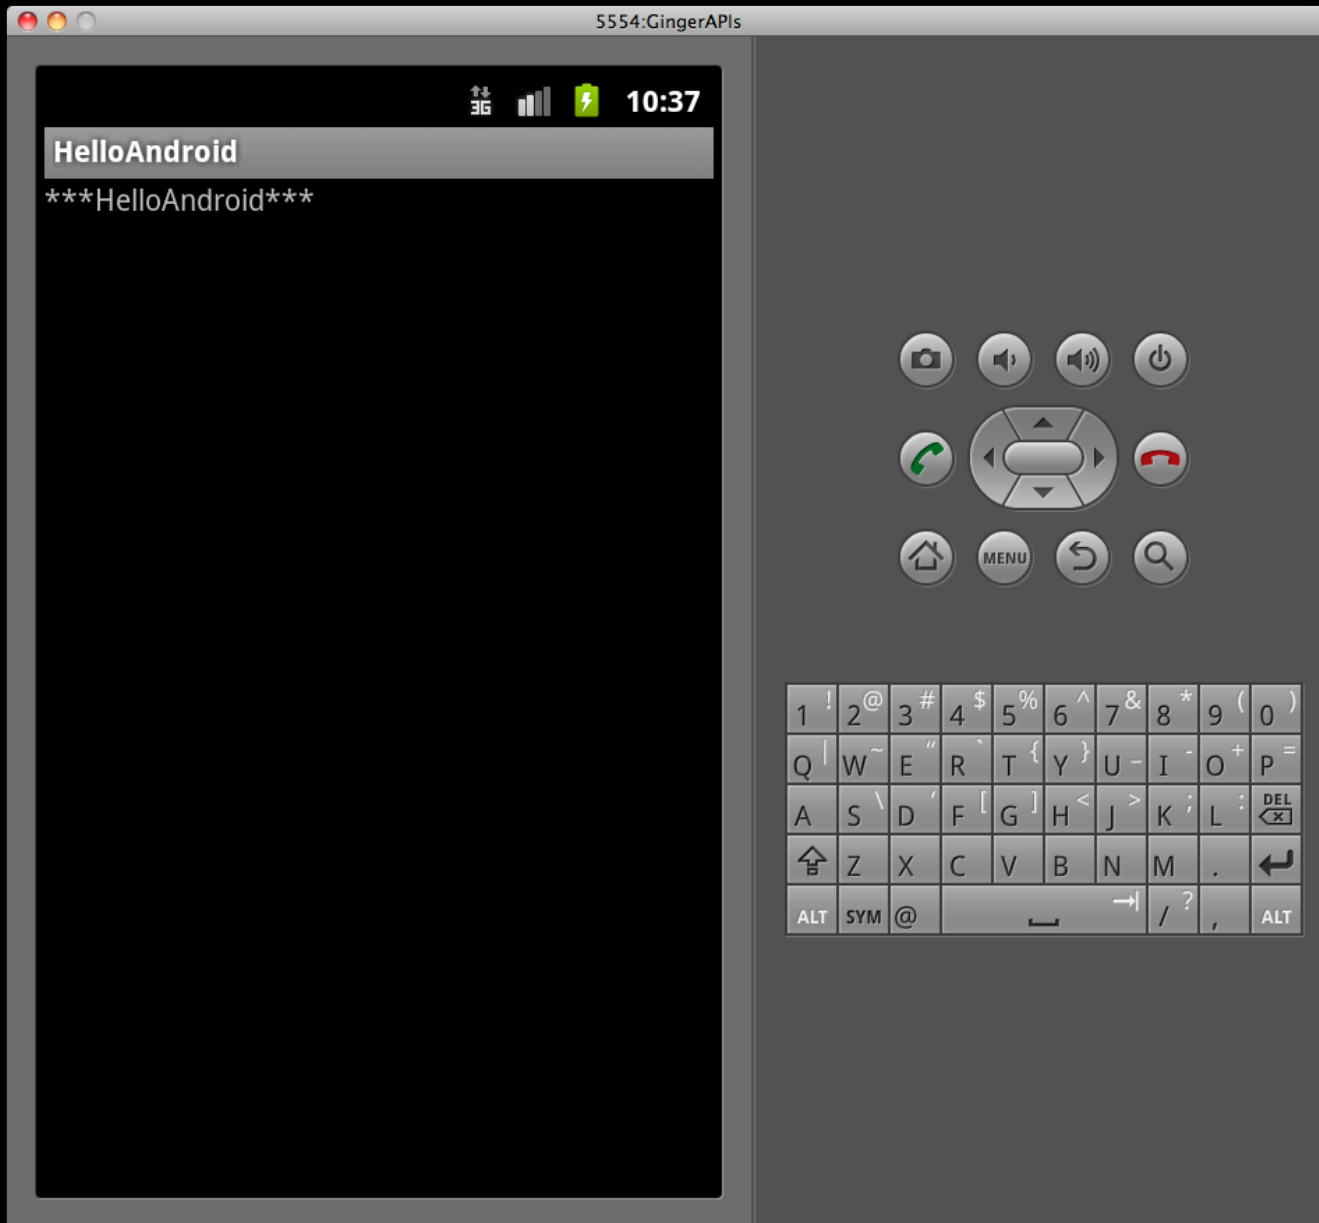 5554:GingerAPIs
3G 10:37
HelloAndroid
***HelloAndroid***
MENU
1 ! 2 @ 3 # 4 $ 5 % 6 ^ 7 & 8 * 9 ( 0 )
Q | W ~ E “ R ` T { Y } U _ I - O + P =
A S \ D ‘ F [ G ] H < J > K ; L : DEL
Z X C V B N M .
ALT SYM @ / ? , ALT